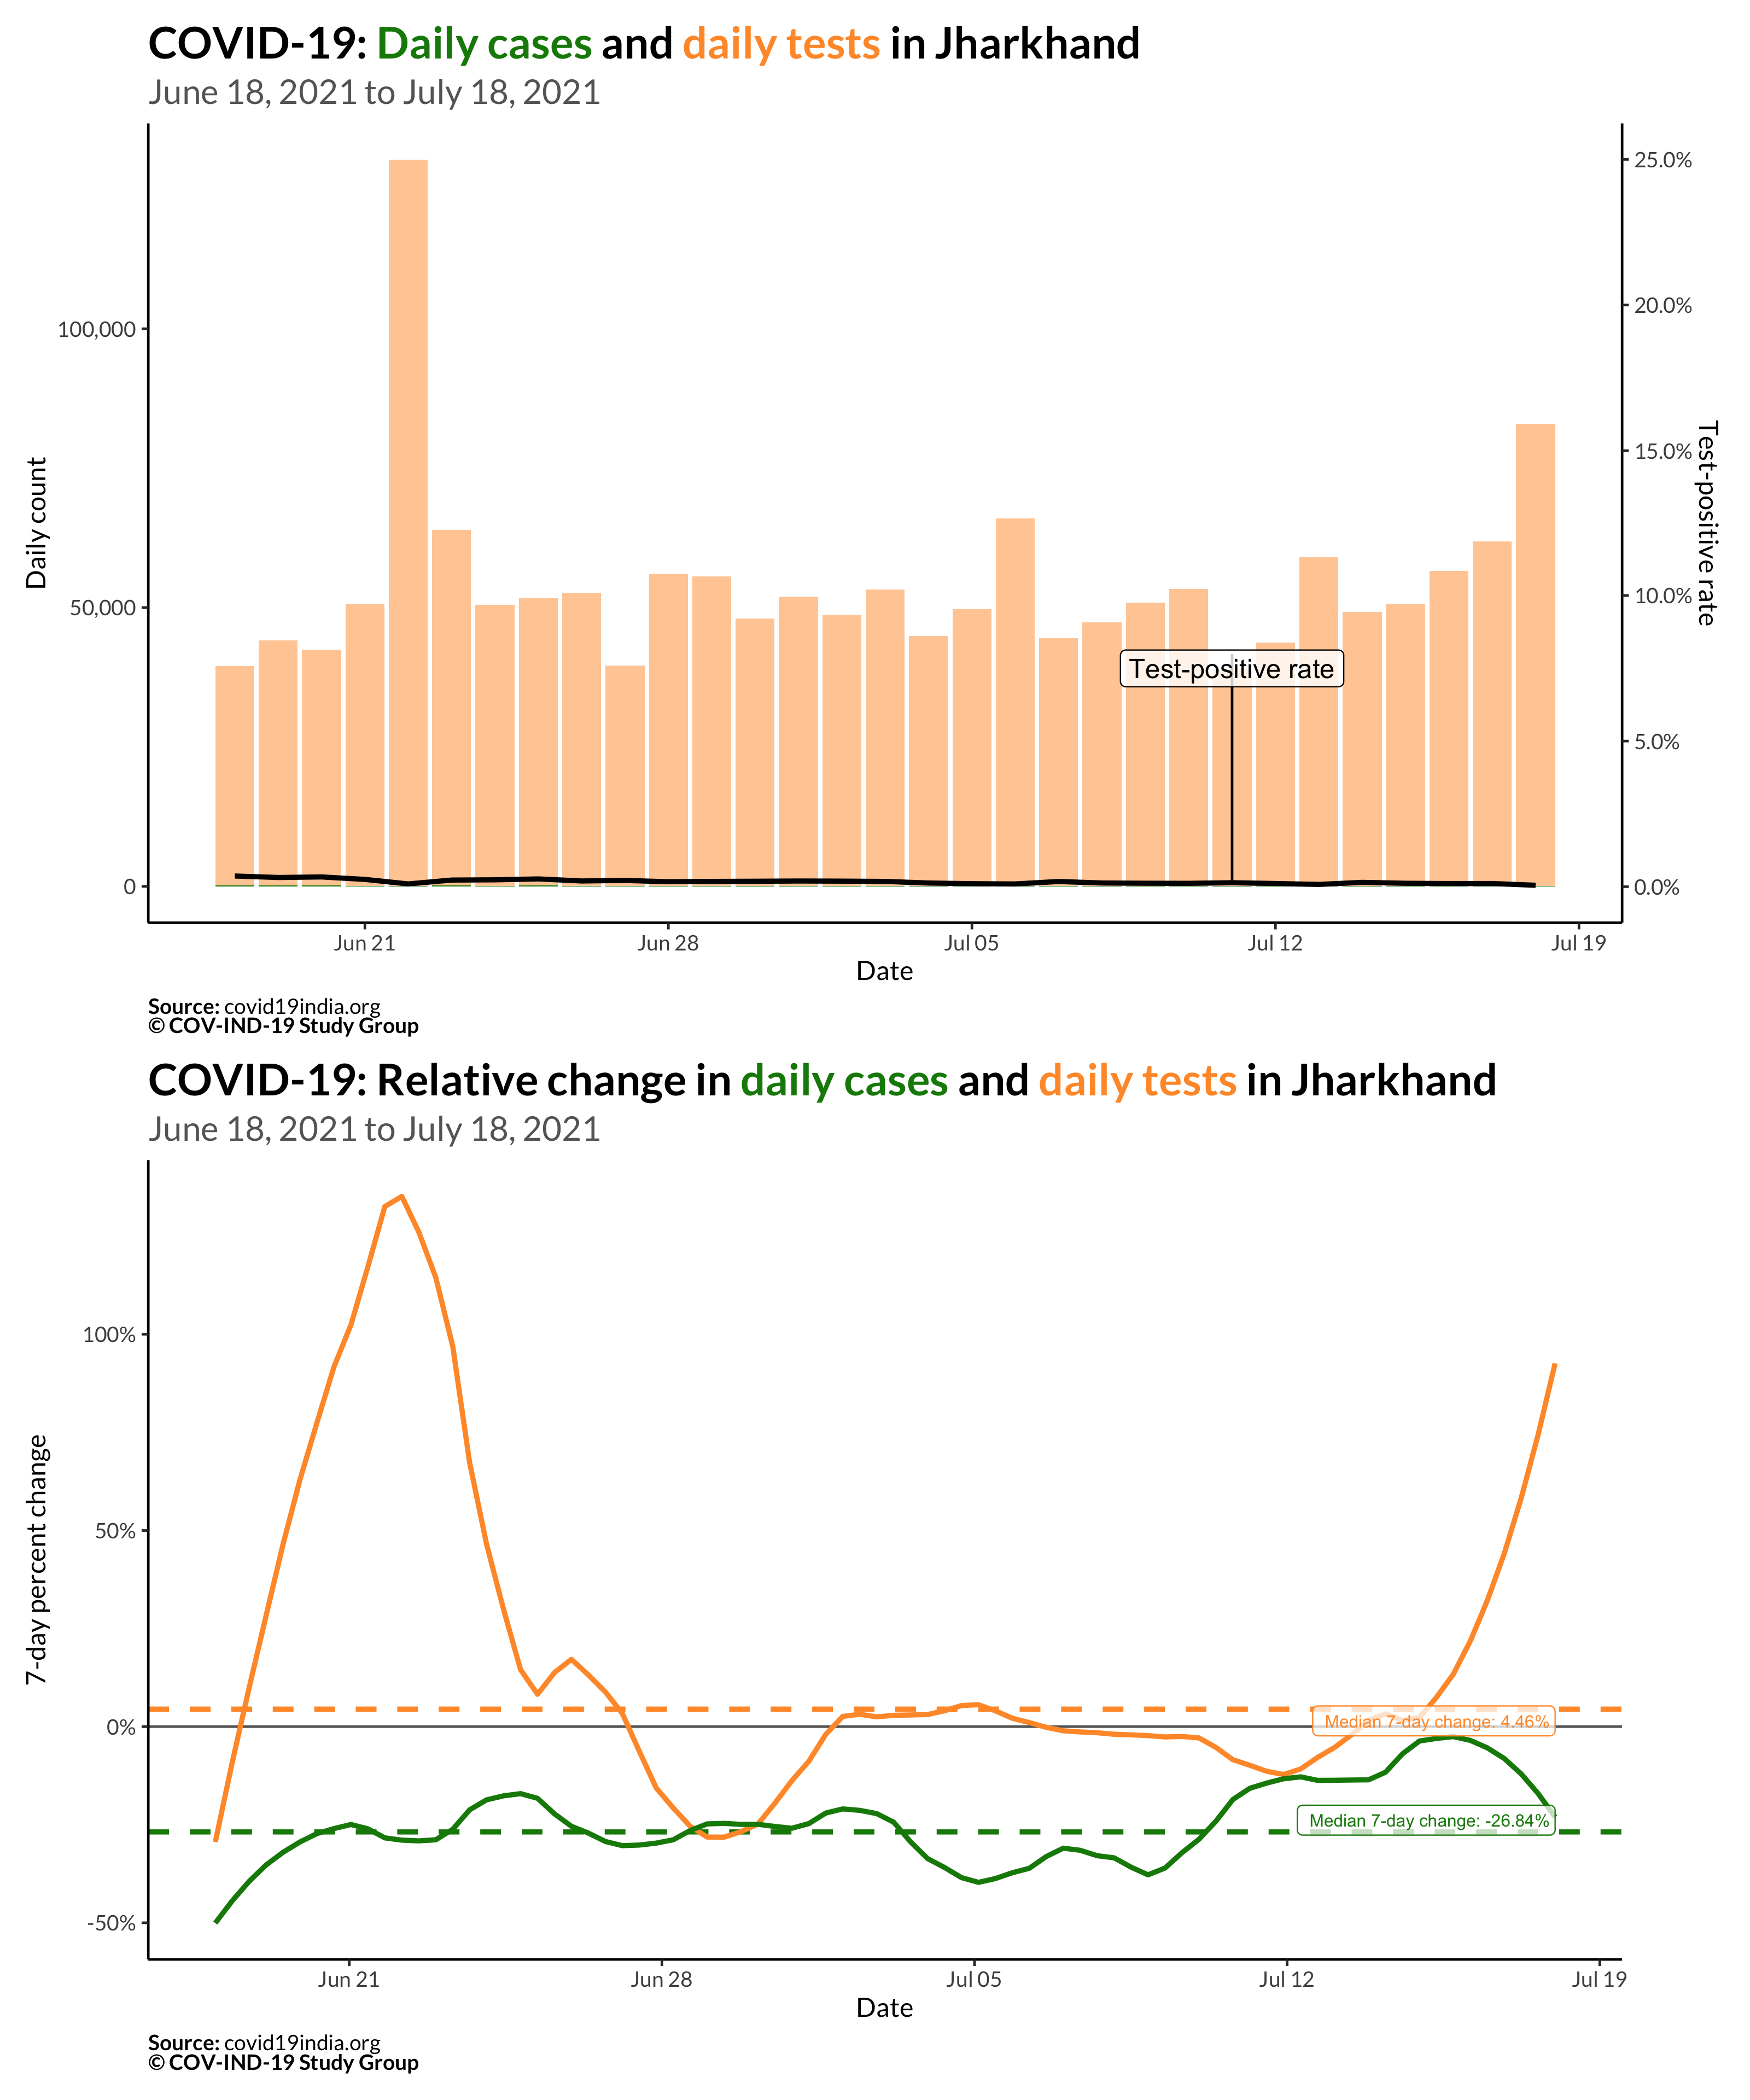 COVID-19: Daily cases and daily tests in Jharkhand
June 18, 2021 to July 18, 2021
25.0%
20.0%
100,000
15.0%
Daily count
Test-positive rate
50,000
10.0%
Test-positive rate
5.0%
0
0.0%
Jun 21
Jun 28
Jul 05
Jul 12
Jul 19
Date
Source: covid19india.org
© COV-IND-19 Study Group
COVID-19: Relative change in daily cases and daily tests in Jharkhand
June 18, 2021 to July 18, 2021
100%
7-day percent change
50%
0%
Median 7-day change: 4.46%
Median 7-day change: -26.84%
-50%
Jun 21
Jun 28
Jul 05
Jul 12
Jul 19
Date
Source: covid19india.org
© COV-IND-19 Study Group